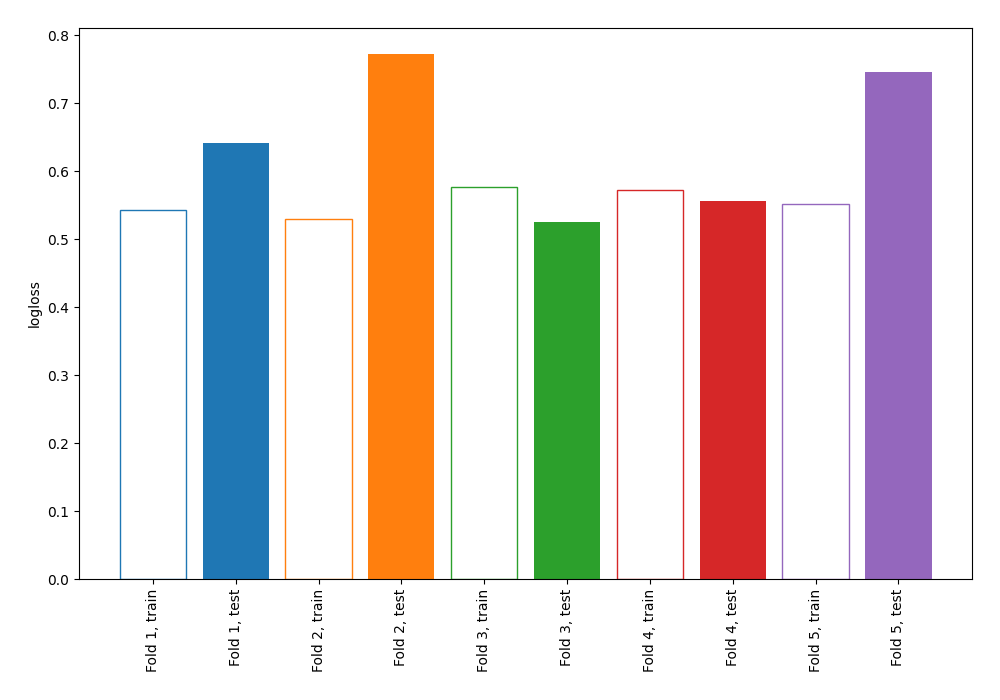 0.8
0.7
0.6
0.5
0.4
0.3
0.2
0.1
0.0
logloss
Fold 1, train
Fold 1, test
Fold 2, train
Fold 2, test
Fold 3, train
Fold 3, test
Fold 4, train
Fold 4, test
Fold 5, train
Fold 5, test